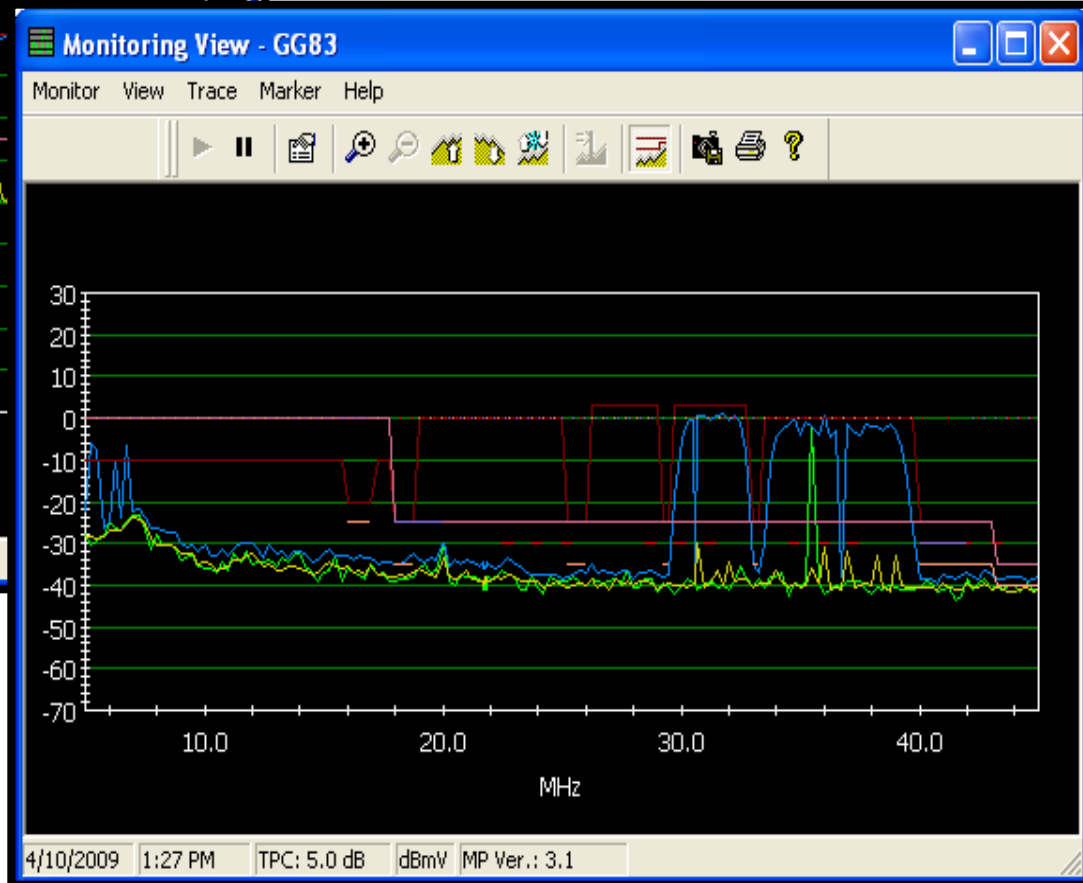 Monitoring View - GG83
Monitor View Trace Marker Help
30
20
10
0
-10
-20
-30
-40
-50
-60
-70
10.0 20.0 30.0 40.0
MHz
4/10/2009 1:27 PM TPC: 5.0 dB dBmV MP Ver.: 3.1